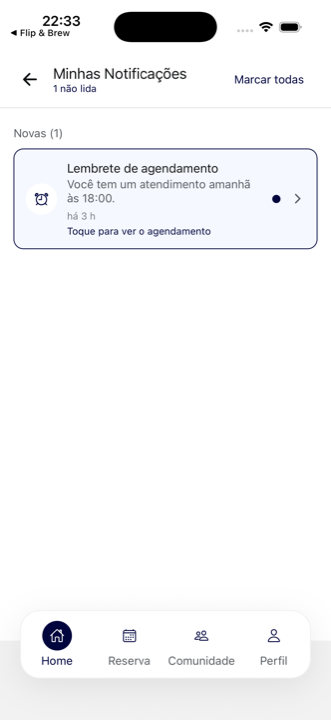 22:33
◀ Flip & Brew
Minhas Notificações
1 não lida
Marcar todas
Novas (1)
Lembrete de agendamento
Você tem um atendimento amanhã
às 18:00.
há 3 h
Toque para ver o agendamento
Home
Reserva
Comunidade
Perfil